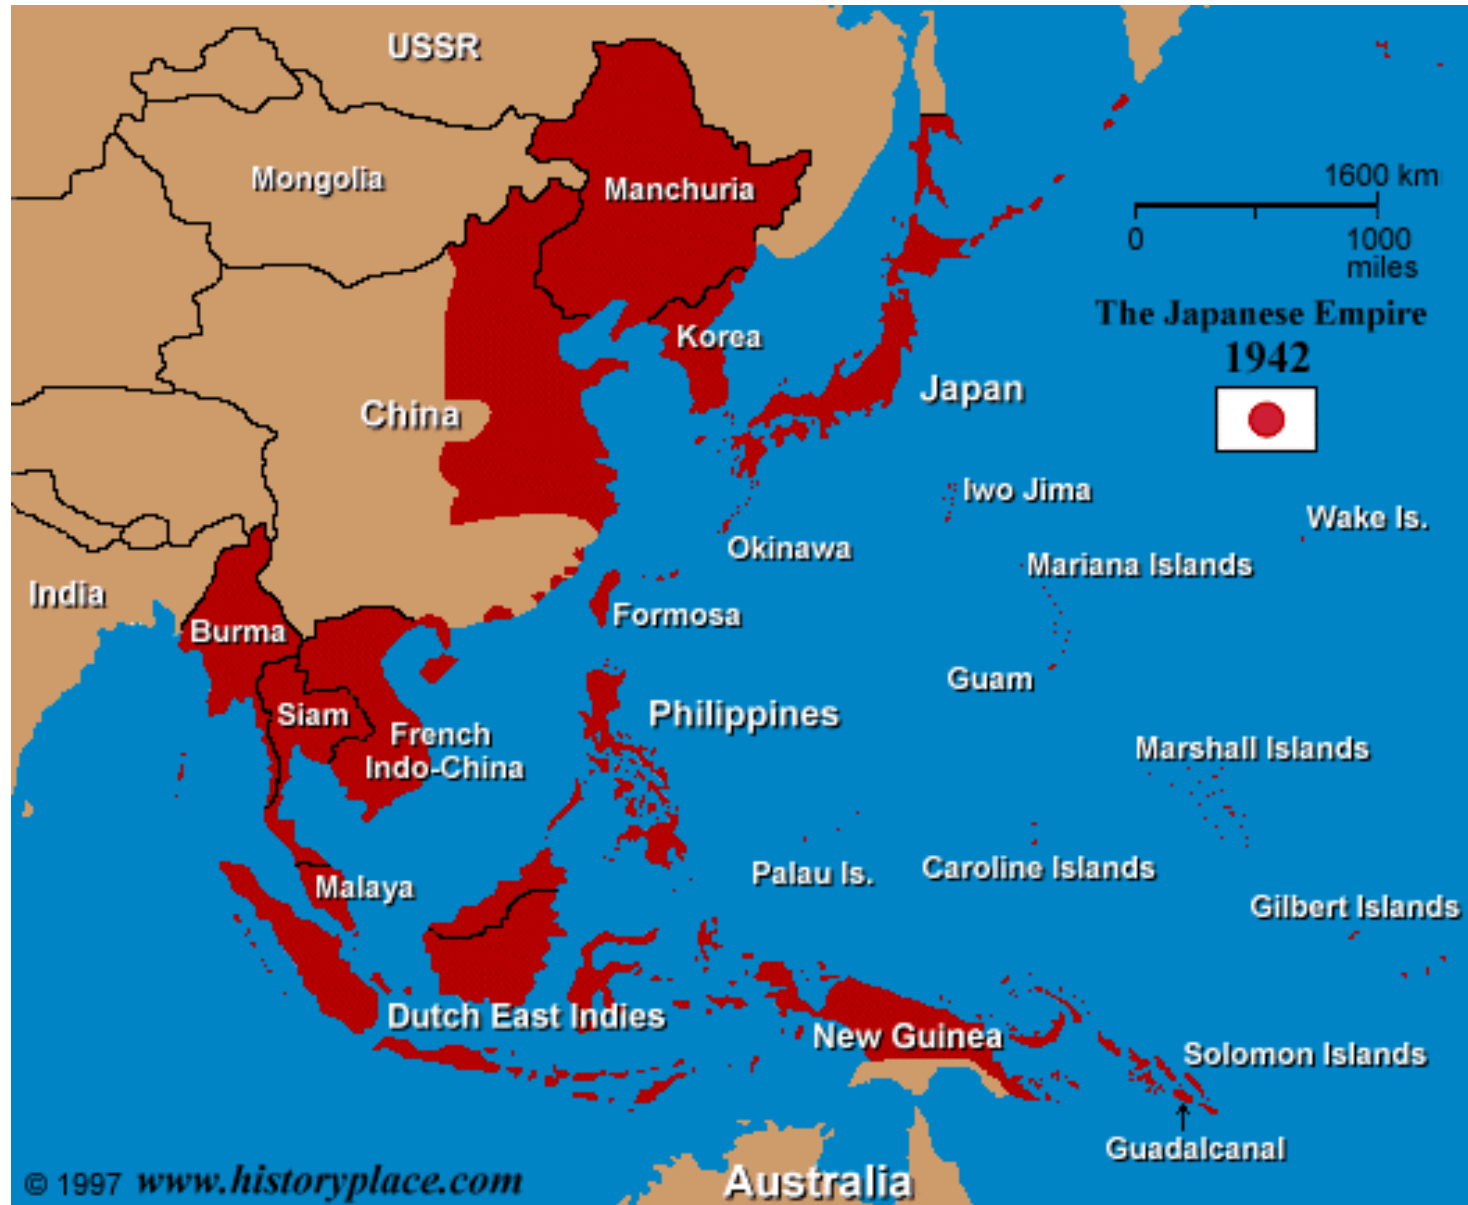 USSR
Mongolia
Manchuria
1600 km
0
1000
miles
The Japanese Empire
1942
Korea
Japan
China
Iwo Jima
Wake Is.
Okinawa
Mariana Islands
India
Formosa
Burma
Guam
Siam
Philippines
French
Indo-China
Marshall Islands
Malaya
Palau Is.
Caroline Islands
Gilbert Islands
Dutch East Indies
New Guinea
Solomon Islands
Guadalcanal
© 1997 www.historyplace.com
Australia